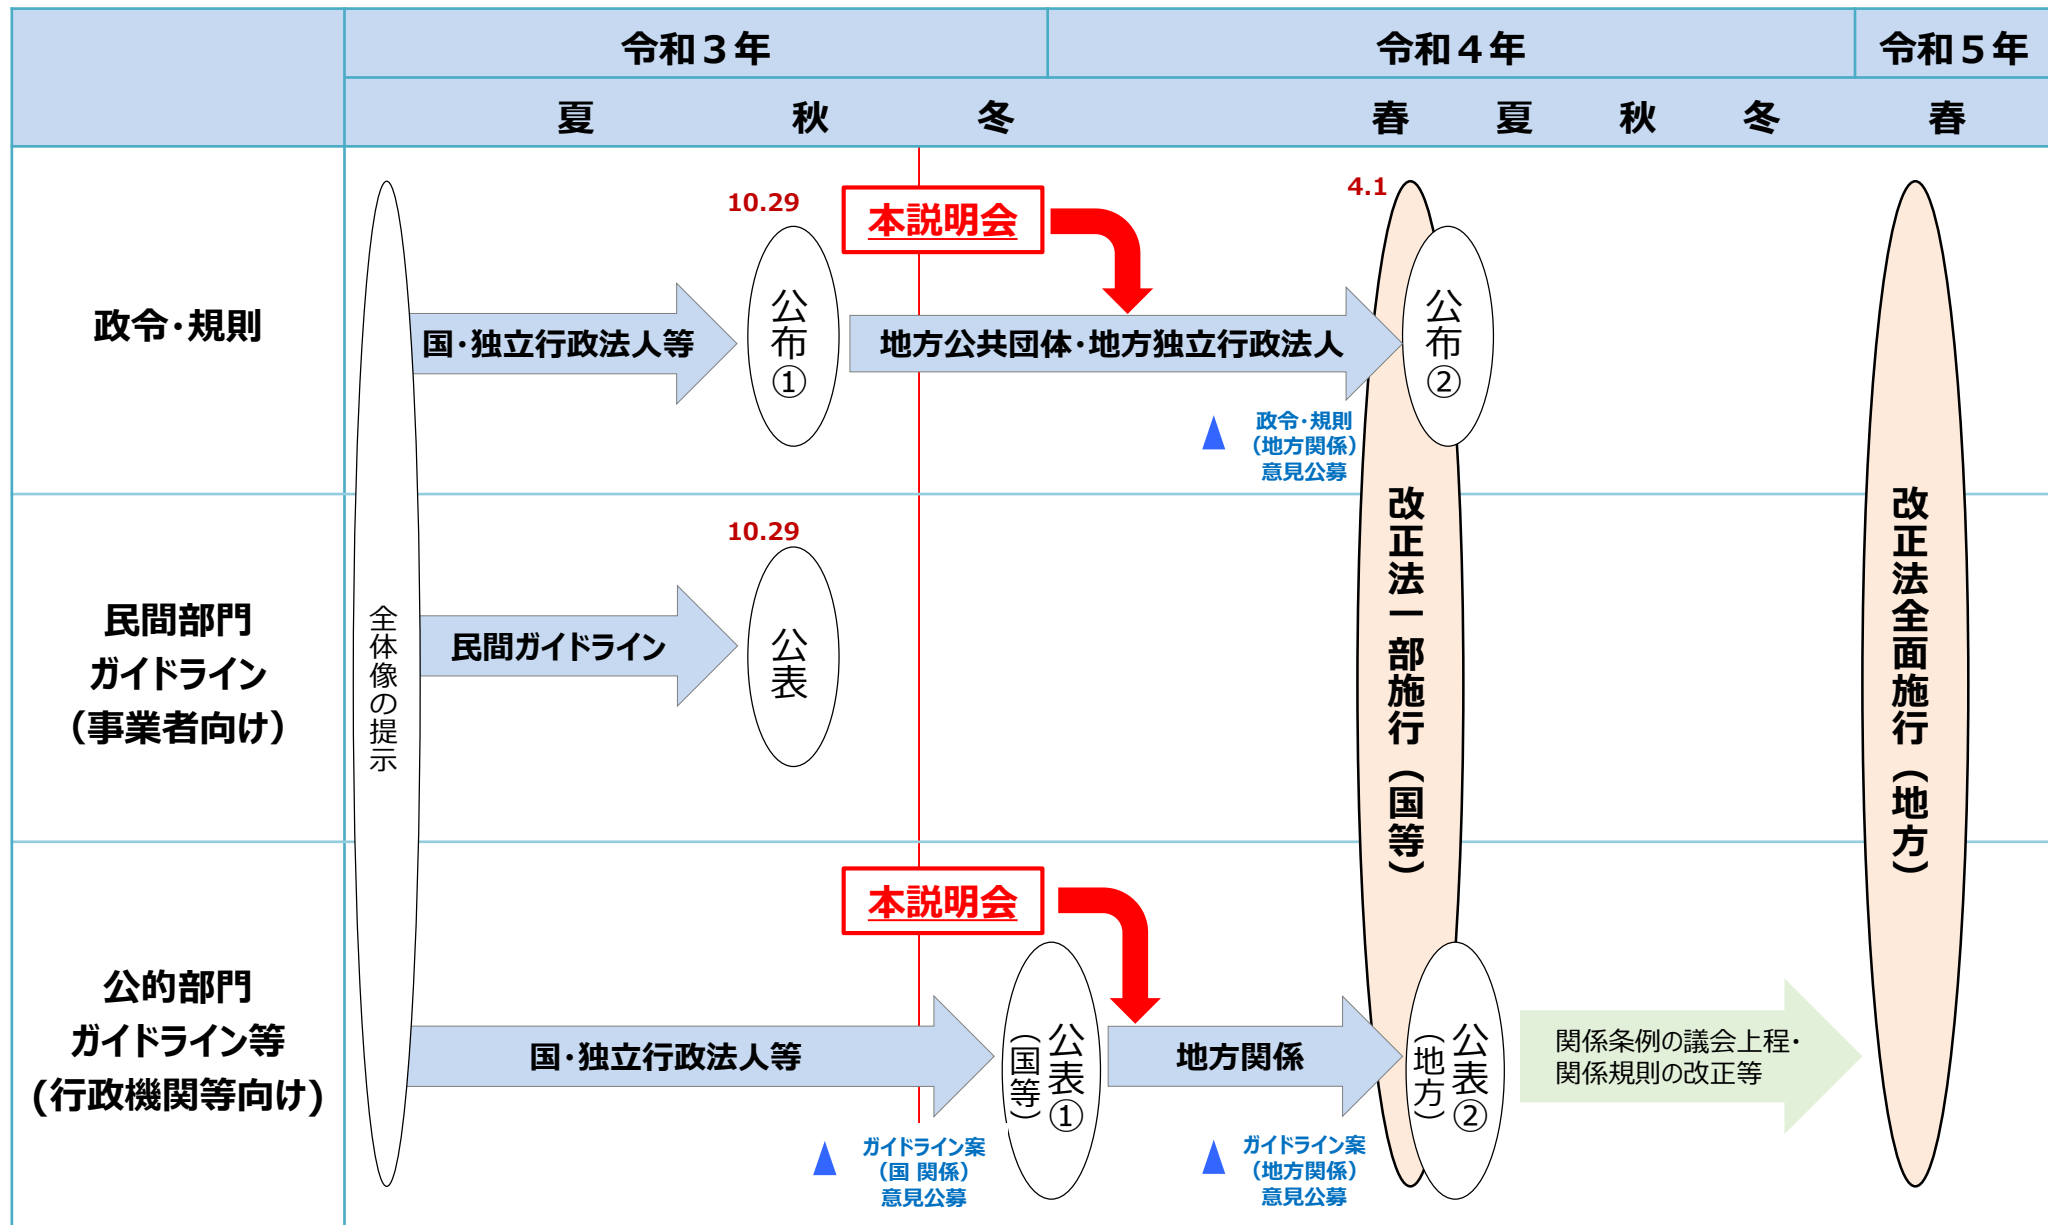 令和３年
令和４年
令和５年
夏
秋
冬
春
夏
秋
冬
春
政令･規則
全体像の提示
国･独立行政法人等
10.29
公布①
本説明会
地方公共団体･地方独立行政法人
政令･規則
（地方関係）
意見公募
4.1
改正法一部施行（国等）
公布②
改正法全面施行（地方）
民間部門
ガイドライン
（事業者向け）
民間ガイドライン
10.29
公表
公的部門
ガイドライン等
(行政機関等向け)
国･独立行政法人等
ガイドライン案
（国 関係）
意見公募
本説明会
公表①
（国等）
地方関係
ガイドライン案
（地方関係）
意見公募
公表②
（地方）
関係条例の議会上程･
関係規則の改正等